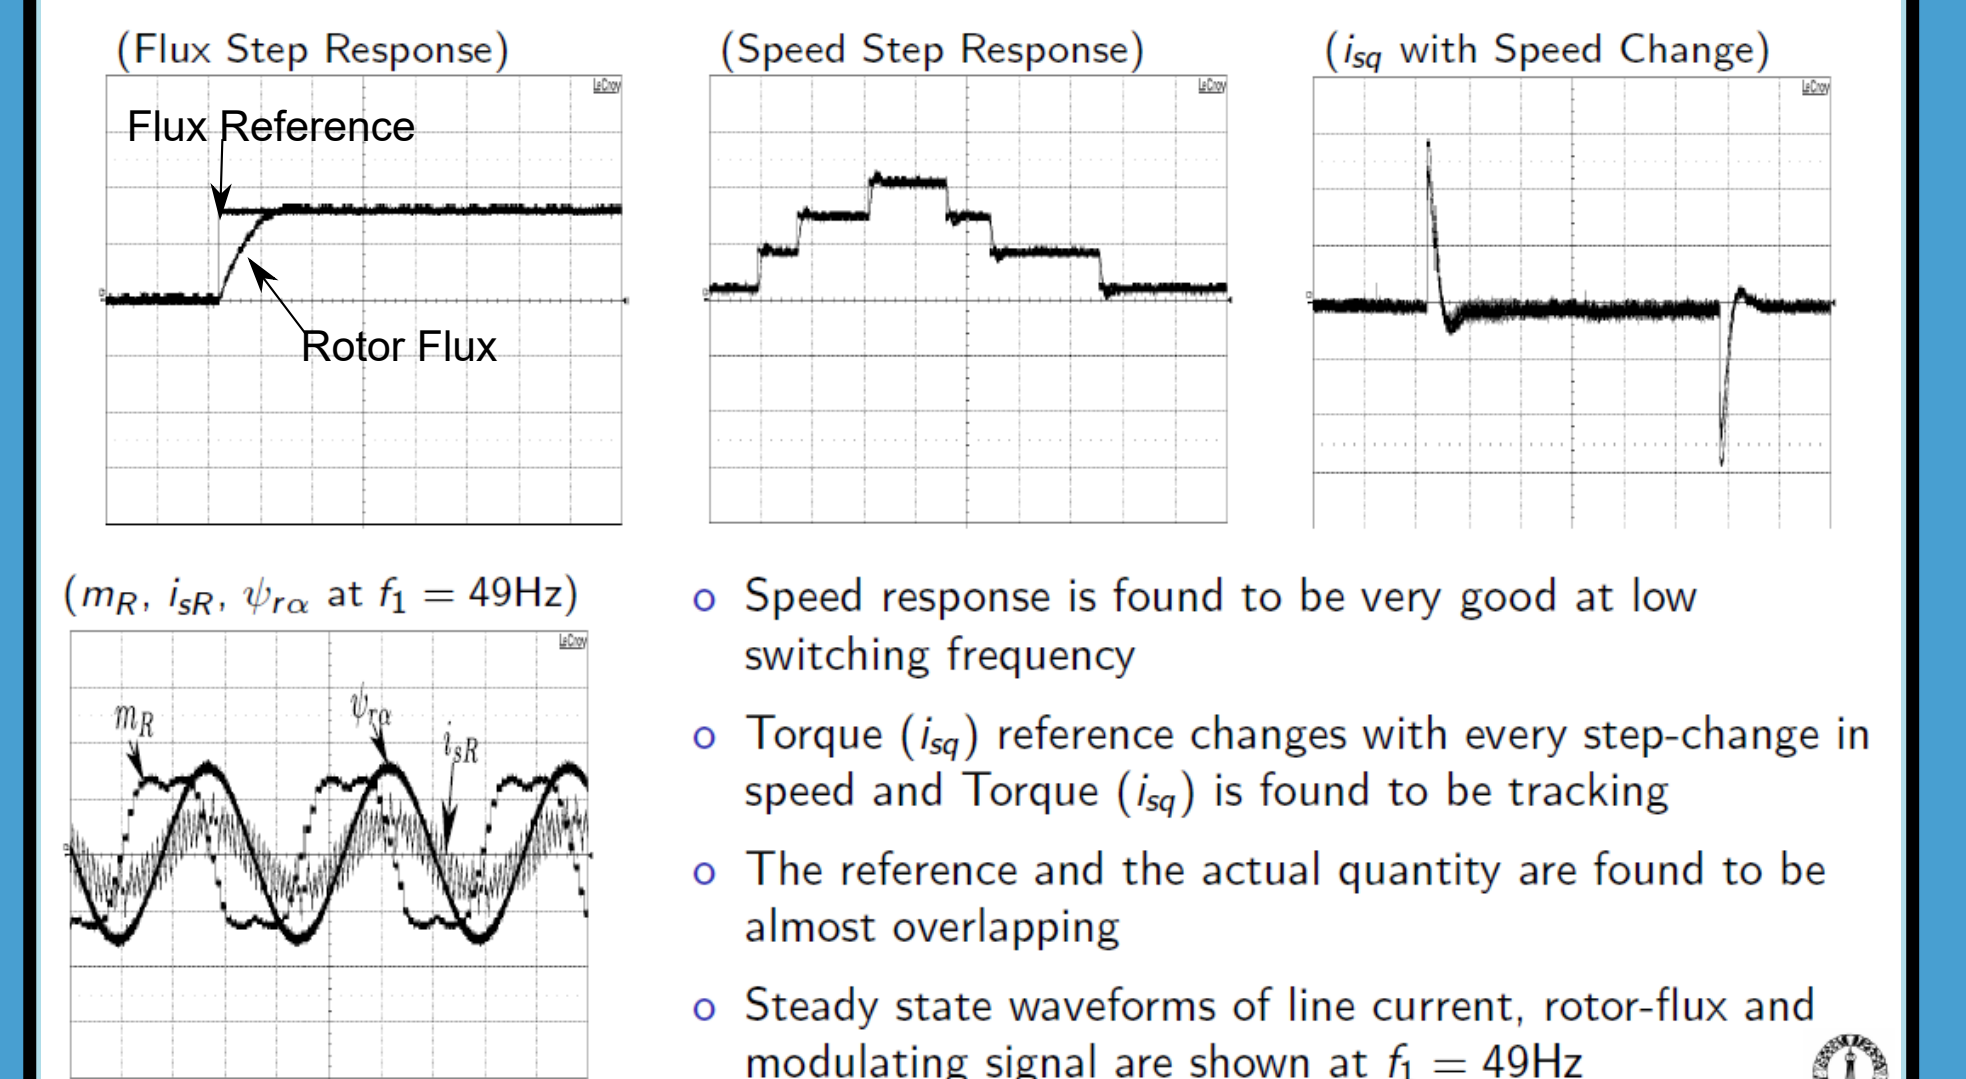 (Flux Step Response)
(Speed Step Response)
(isq with Speed Change)
LeCroy
LeCroy
LeCroy
Flux Reference
Rotor Flux
(mR, isR, ψrα at f1 = 49Hz)
LeCroy
mR
ψrα
isR
o Speed response is found to be very good at low
switching frequency
o Torque (isq) reference changes with every step-change in
speed and Torque (isq) is found to be tracking
o The reference and the actual quantity are found to be
almost overlapping
o Steady state waveforms of line current, rotor-flux and
modulating signal are shown at f1 = 49Hz